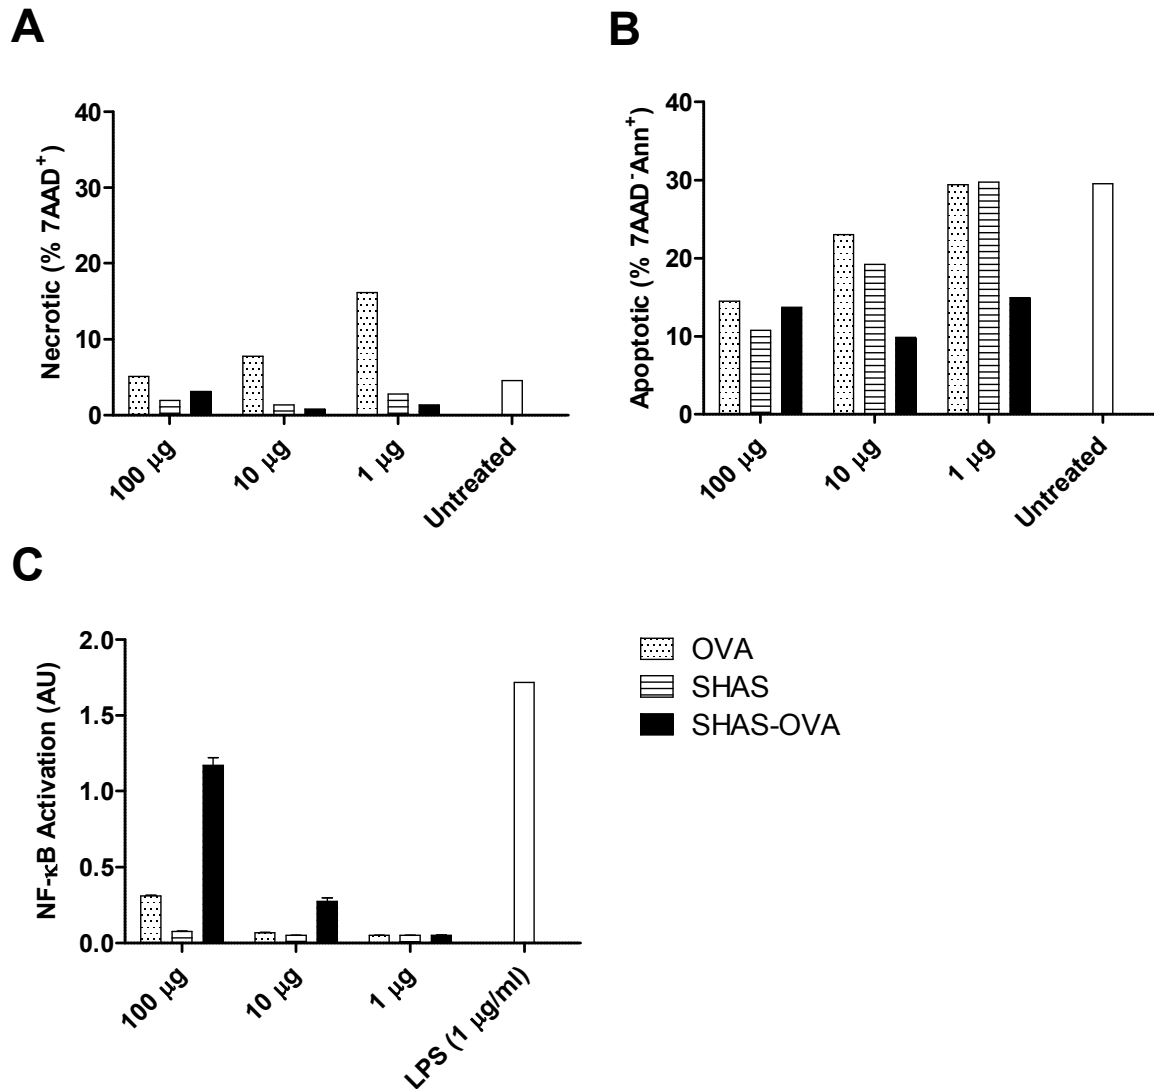 A
Necrotic (% 7AAD⁺)
40
30
20
10
0
100 μg
10 μg
1 μg
Untreated
B
Apoptotic (% 7AAD⁻Ann⁺)
40
30
20
10
0
100 μg
10 μg
1 μg
Untreated
C
NF-κB Activation (AU)
2.0
1.5
1.0
0.5
0.0
100 μg
10 μg
1 μg
LPS (1 μg/ml)
OVA
SHAS
SHAS-OVA